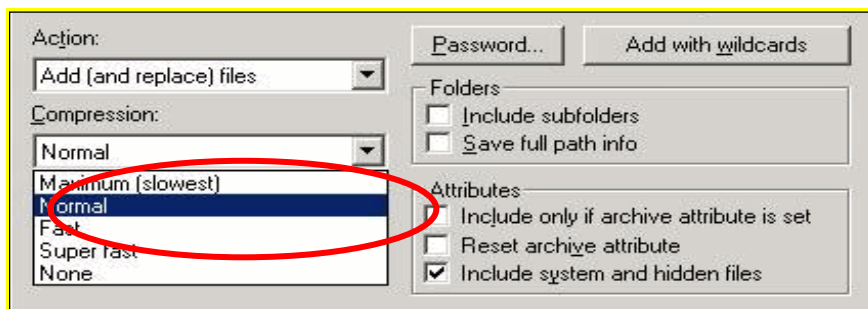 Action:
Add (and replace) files
Compression:
Normal
Maximum (slowest)
Normal
Fast
Super fast
None
Password...
Add with wildcards
Folders
Include subfolders
Save full path info
Attributes
Include only if archive attribute is set
Reset archive attribute
Include system and hidden files